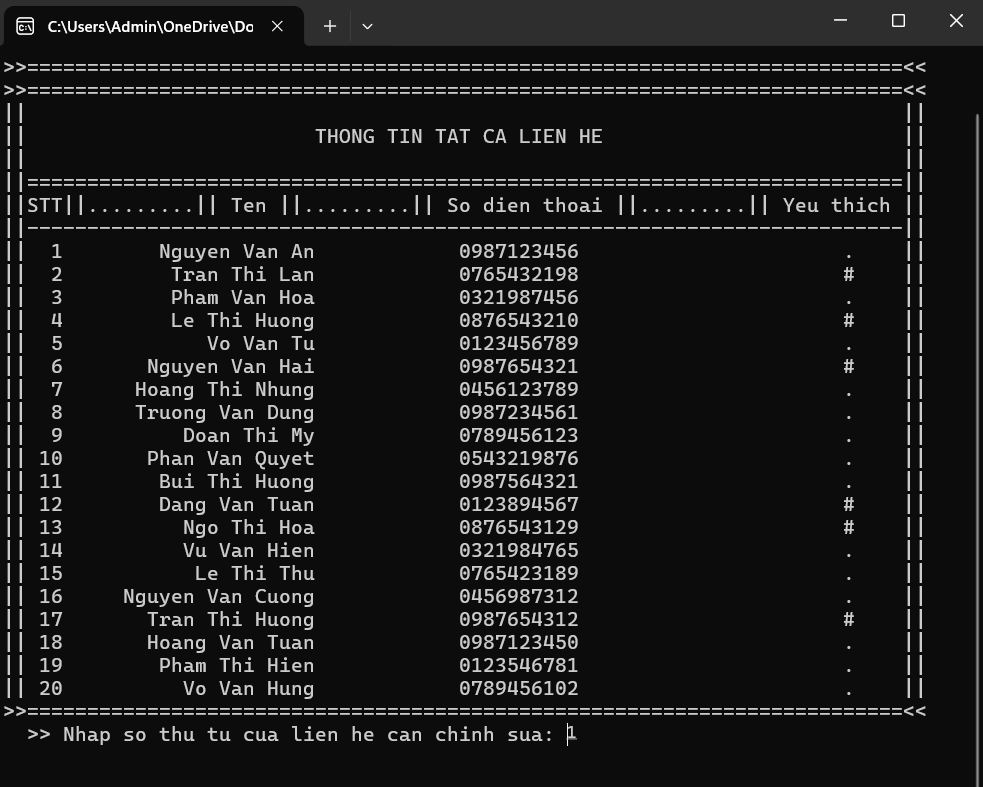 C:\Users\Admin\OneDrive\Do
>>=========================================================================<<
>>=========================================================================<<
|| ||
|| THONG TIN TAT CA LIEN HE ||
|| ||
||=========================================================================||
||STT||.........|| Ten ||.........|| So dien thoai ||.........|| Yeu thich ||
||-------------------------------------------------------------------------||
|| 1 Nguyen Van An 0987123456 . ||
|| 2 Tran Thi Lan 0765432198 # ||
|| 3 Pham Van Hoa 0321987456 . ||
|| 4 Le Thi Huong 0876543210 # ||
|| 5 Vo Van Tu 0123456789 . ||
|| 6 Nguyen Van Hai 0987654321 # ||
|| 7 Hoang Thi Nhung 0456123789 . ||
|| 8 Truong Van Dung 0987234561 . ||
|| 9 Doan Thi My 0789456123 . ||
|| 10 Phan Van Quyet 0543219876 . ||
|| 11 Bui Thi Huong 0987564321 . ||
|| 12 Dang Van Tuan 0123894567 # ||
|| 13 Ngo Thi Hoa 0876543129 # ||
|| 14 Vu Van Hien 0321984765 . ||
|| 15 Le Thi Thu 0765423189 . ||
|| 16 Nguyen Van Cuong 0456987312 . ||
|| 17 Tran Thi Huong 0987654312 # ||
|| 18 Hoang Van Tuan 0987123450 . ||
|| 19 Pham Thi Hien 0123546781 . ||
|| 20 Vo Van Hung 0789456102 . ||
>>=========================================================================<<
>> Nhap so thu tu cua lien he can chinh sua: 1